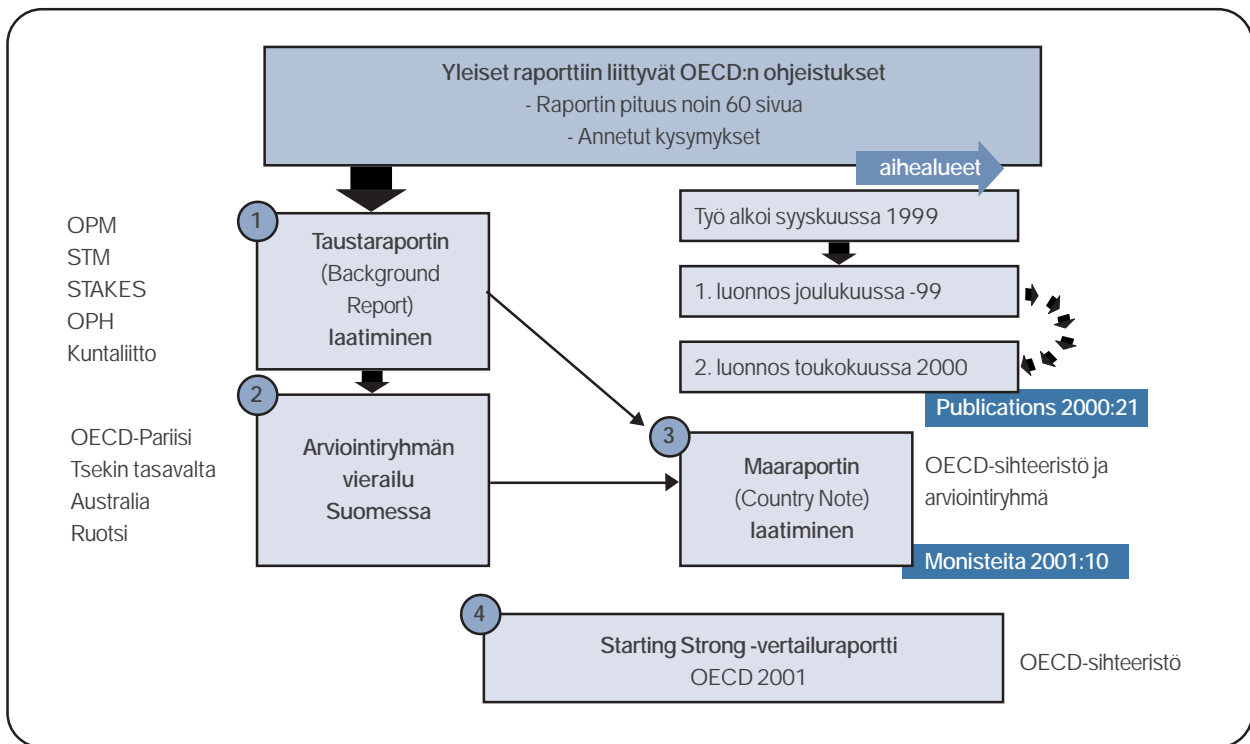 Yleiset raporttiin liittyvät OECD:n ohjeistukset
- Raportin pituus noin 60 sivua
- Annetut kysymykset
aihealueet
OPM
STM
STAKES
OPH
Kuntaliitto
1
Taustaraportin
(Background
Report)
laatiminen
Työ alkoi syyskuussa 1999
1. luonnos joulukuussa -99
2. luonnos toukokuussa 2000
Publications 2000:21
OECD-Pariisi
Tsekin tasavalta
Australia
Ruotsi
2
Arviointiryhmän
vierailu
Suomessa
3
Maaraportin
(Country Note)
laatiminen
OECD-sihteeristö ja
arviointiryhmä
Monisteita 2001:10
4
Starting Strong -vertailuraportti
OECD 2001
OECD-sihteeristö